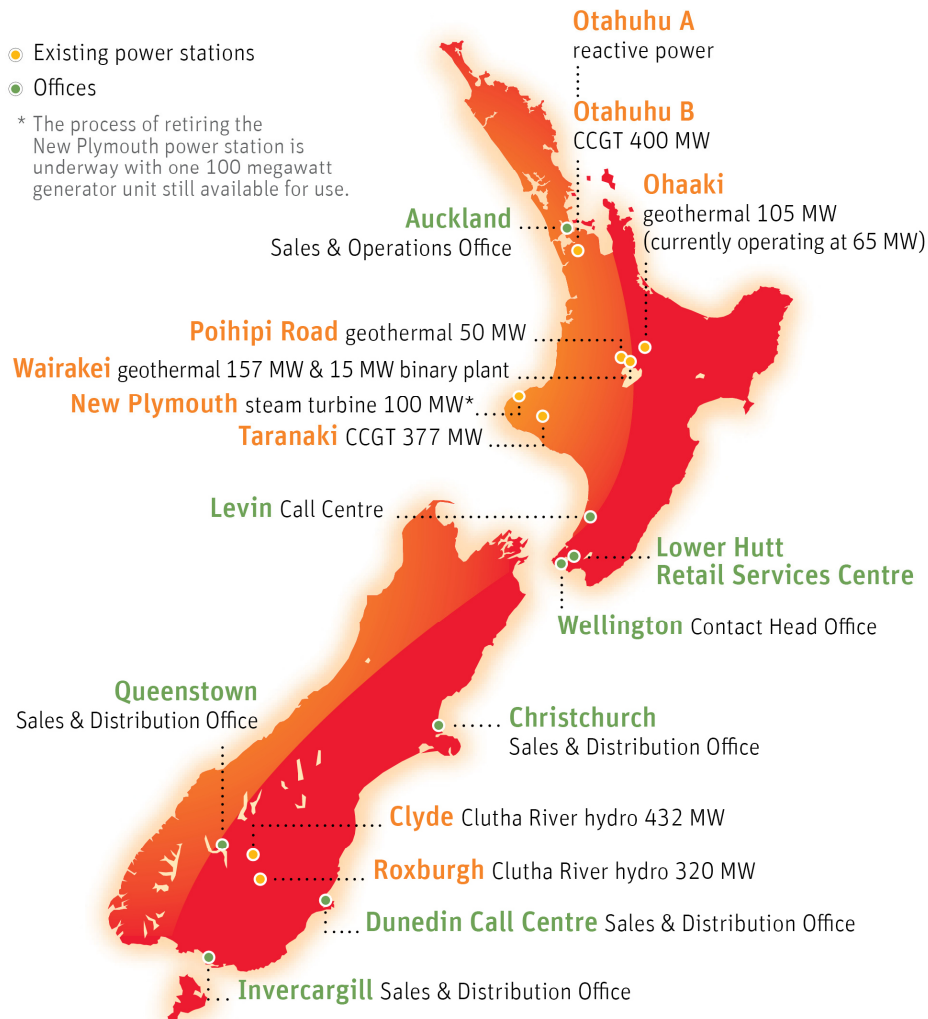 Existing power stations
Offices
* The process of retiring the
New Plymouth power station is
underway with one 100 megawatt
generator unit still available for use.
Otahuhu A
reactive power
Otahuhu B
CCGT 400 MW
Ohaaki
geothermal 105 MW
(currently operating at 65 MW)
Auckland
Sales & Operations Office
Poihipi Road geothermal 50 MW
Wairakei geothermal 157 MW & 15 MW binary plant
New Plymouth steam turbine 100 MW*
Taranaki CCGT 377 MW
Levin Call Centre
Lower Hutt
Retail Services Centre
Wellington Contact Head Office
Queenstown
Sales & Distribution Office
Christchurch
Sales & Distribution Office
Clyde Clutha River hydro 432 MW
Roxburgh Clutha River hydro 320 MW
Dunedin Call Centre Sales & Distribution Office
Invercargill Sales & Distribution Office